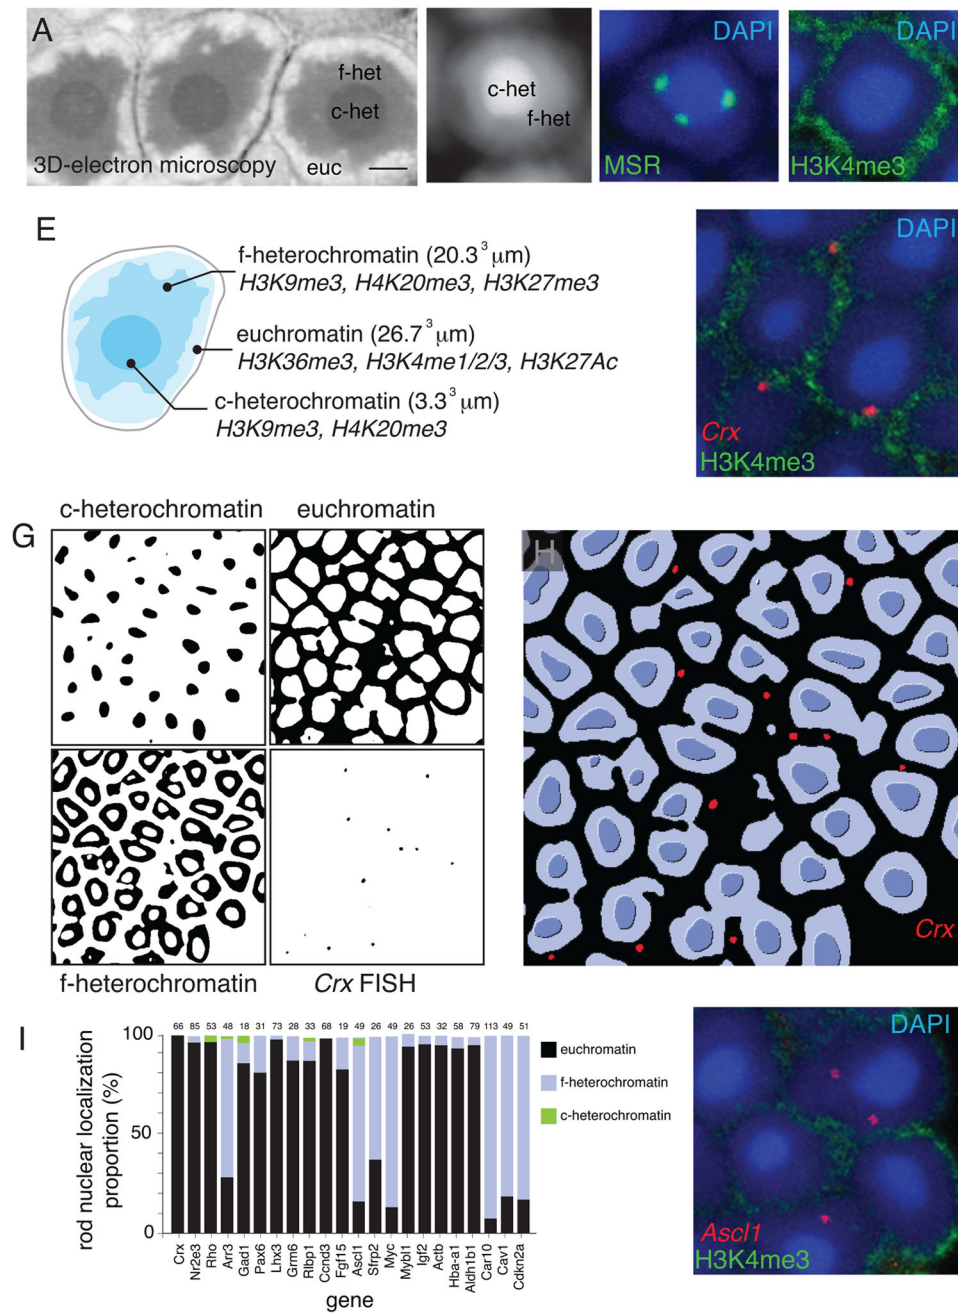 A
f-het
c-het
3D-electron microscopy
euc
c-het
f-het
DAPI
MSR
DAPI
H3K4me3
E
f-heterochromatin (20.3³ μm)
H3K9me3, H4K20me3, H3K27me3
euchromatin (26.7³ μm)
H3K36me3, H3K4me1/2/3, H3K27Ac
c-heterochromatin (3.3³ μm)
H3K9me3, H4K20me3
DAPI
Crx
H3K4me3
c-heterochromatin
euchromatin
G
f-heterochromatin
Crx FISH
H
Crx
I
66 85 53 48 18 31 73 28 33 68 19 49 26 49 26 53 32 58 79 113 49 51
100
50
0
rod nuclear localization
proportion (%)
Crx
Nr2e3
Rho
Arr3
Gad1
Pax6
Lhx3
Grm6
Rlbp1
Ccnd3
Fgf15
Ascl1
Sfrp2
Myc
Mybl1
Igf2
Actb
Hba-a1
Aldh1b1
Car10
Cav1
Cdkn2a
gene
euchromatin
f-heterochromatin
c-heterochromatin
DAPI
Ascl1
H3K4me3